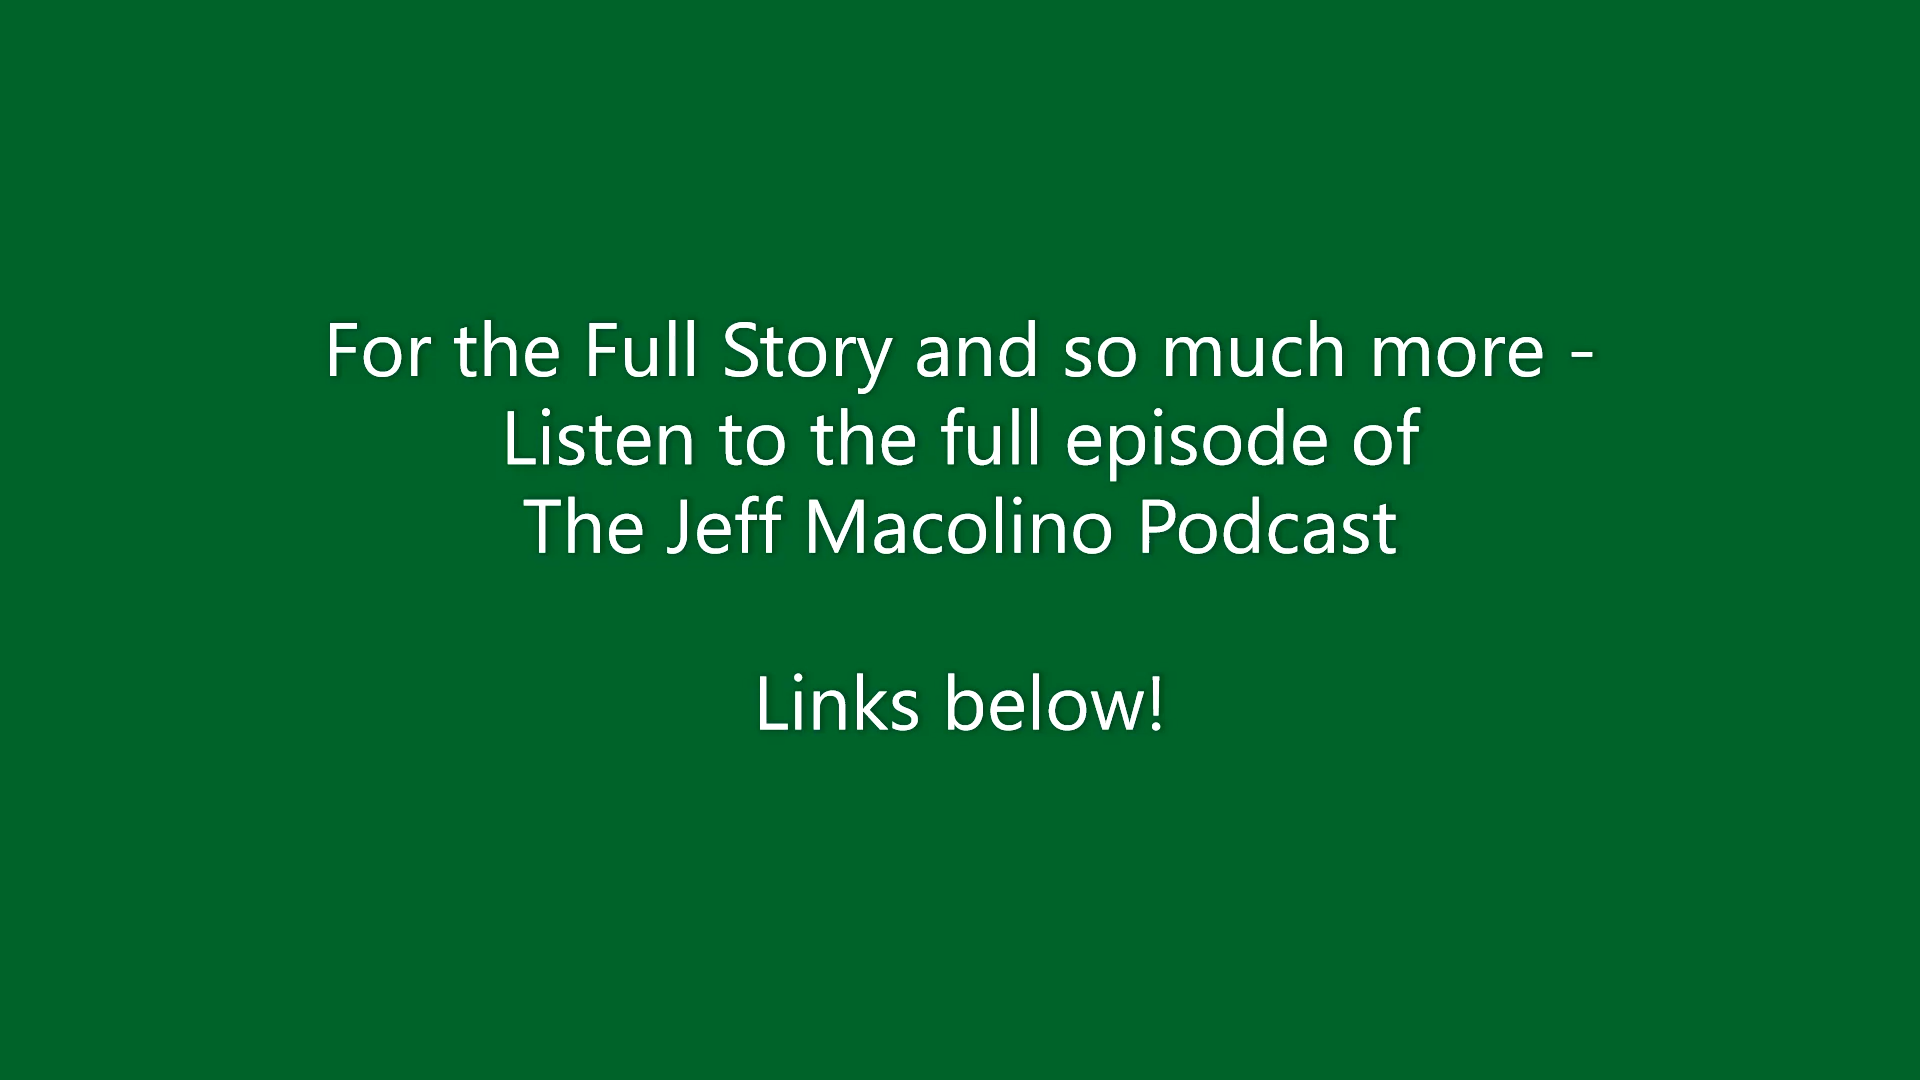 For the Full Story and so much more -
Listen to the full episode of
The Jeff Macolino Podcast
Links below!